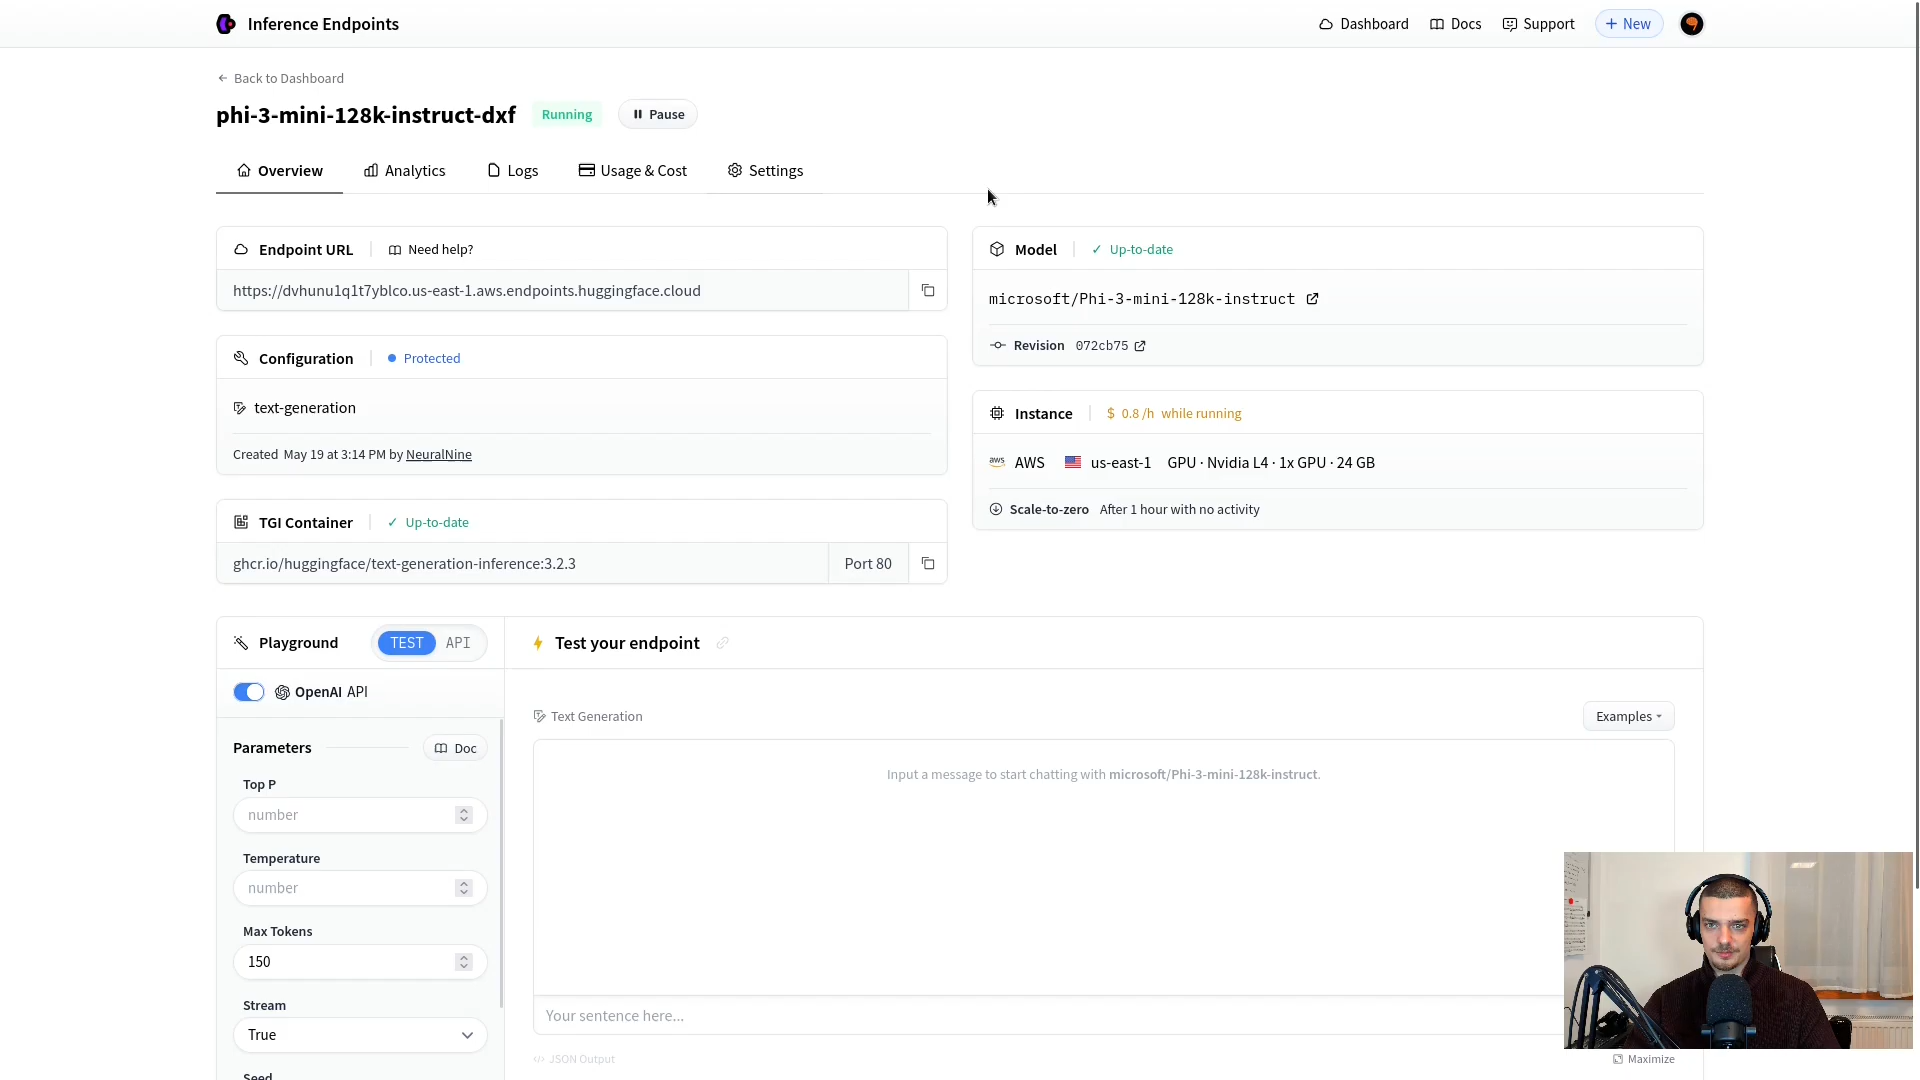 Inference Endpoints
Dashboard
Docs
Support
+ New
← Back to Dashboard
phi-3-mini-128k-instruct-dxf
Running
Pause
Overview
Analytics
Logs
Usage & Cost
Settings
Endpoint URL
Need help?
https://dvhunu1q1t7yblco.us-east-1.aws.endpoints.huggingface.cloud
Configuration
Protected
text-generation
Created May 19 at 3:14 PM by NeuralNine
TGI Container
✓ Up-to-date
ghcr.io/huggingface/text-generation-inference:3.2.3
Port 80
Model
✓ Up-to-date
microsoft/Phi-3-mini-128k-instruct
Revision 072cb75
Instance
$ 0.8 /h while running
aws AWS us-east-1 GPU · Nvidia L4 · 1x GPU · 24 GB
Scale-to-zero After 1 hour with no activity
Playground
TEST API
OpenAI API
Parameters
Doc
Top P
number
Temperature
number
Max Tokens
150
Stream
True
Seed
Test your endpoint
Text Generation
Examples
Input a message to start chatting with microsoft/Phi-3-mini-128k-instruct.
Your sentence here...
</> JSON Output
Maximize